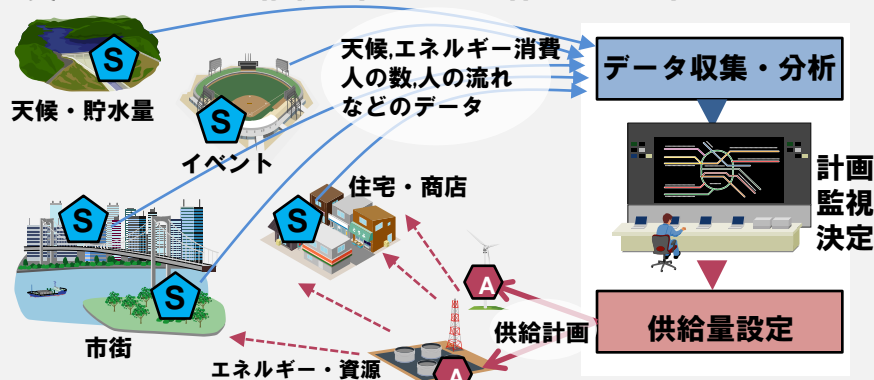 S
天候・貯水量
S
イベント
天候,エネルギー消費
人の数,人の流れ
などのデータ
データ収集・分析
計画
監視
決定
S
S
市街
S
住宅・商店
A
A
供給計画
供給量設定
エネルギー・資源